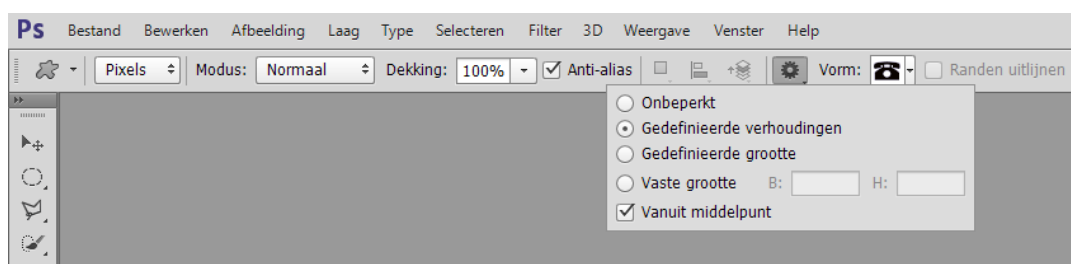 Ps Bestand Bewerken Afbeelding Laag Type Selecteren Filter 3D Weergave Venster Help
Pixels Modus: Normaal Dekking: 100% Anti-alias Vorm: Randen uitlijnen
Onbeperkt
Gedefinieerde verhoudingen
Gedefinieerde grootte
Vaste grootte B: H:
Vanuit middelpunt